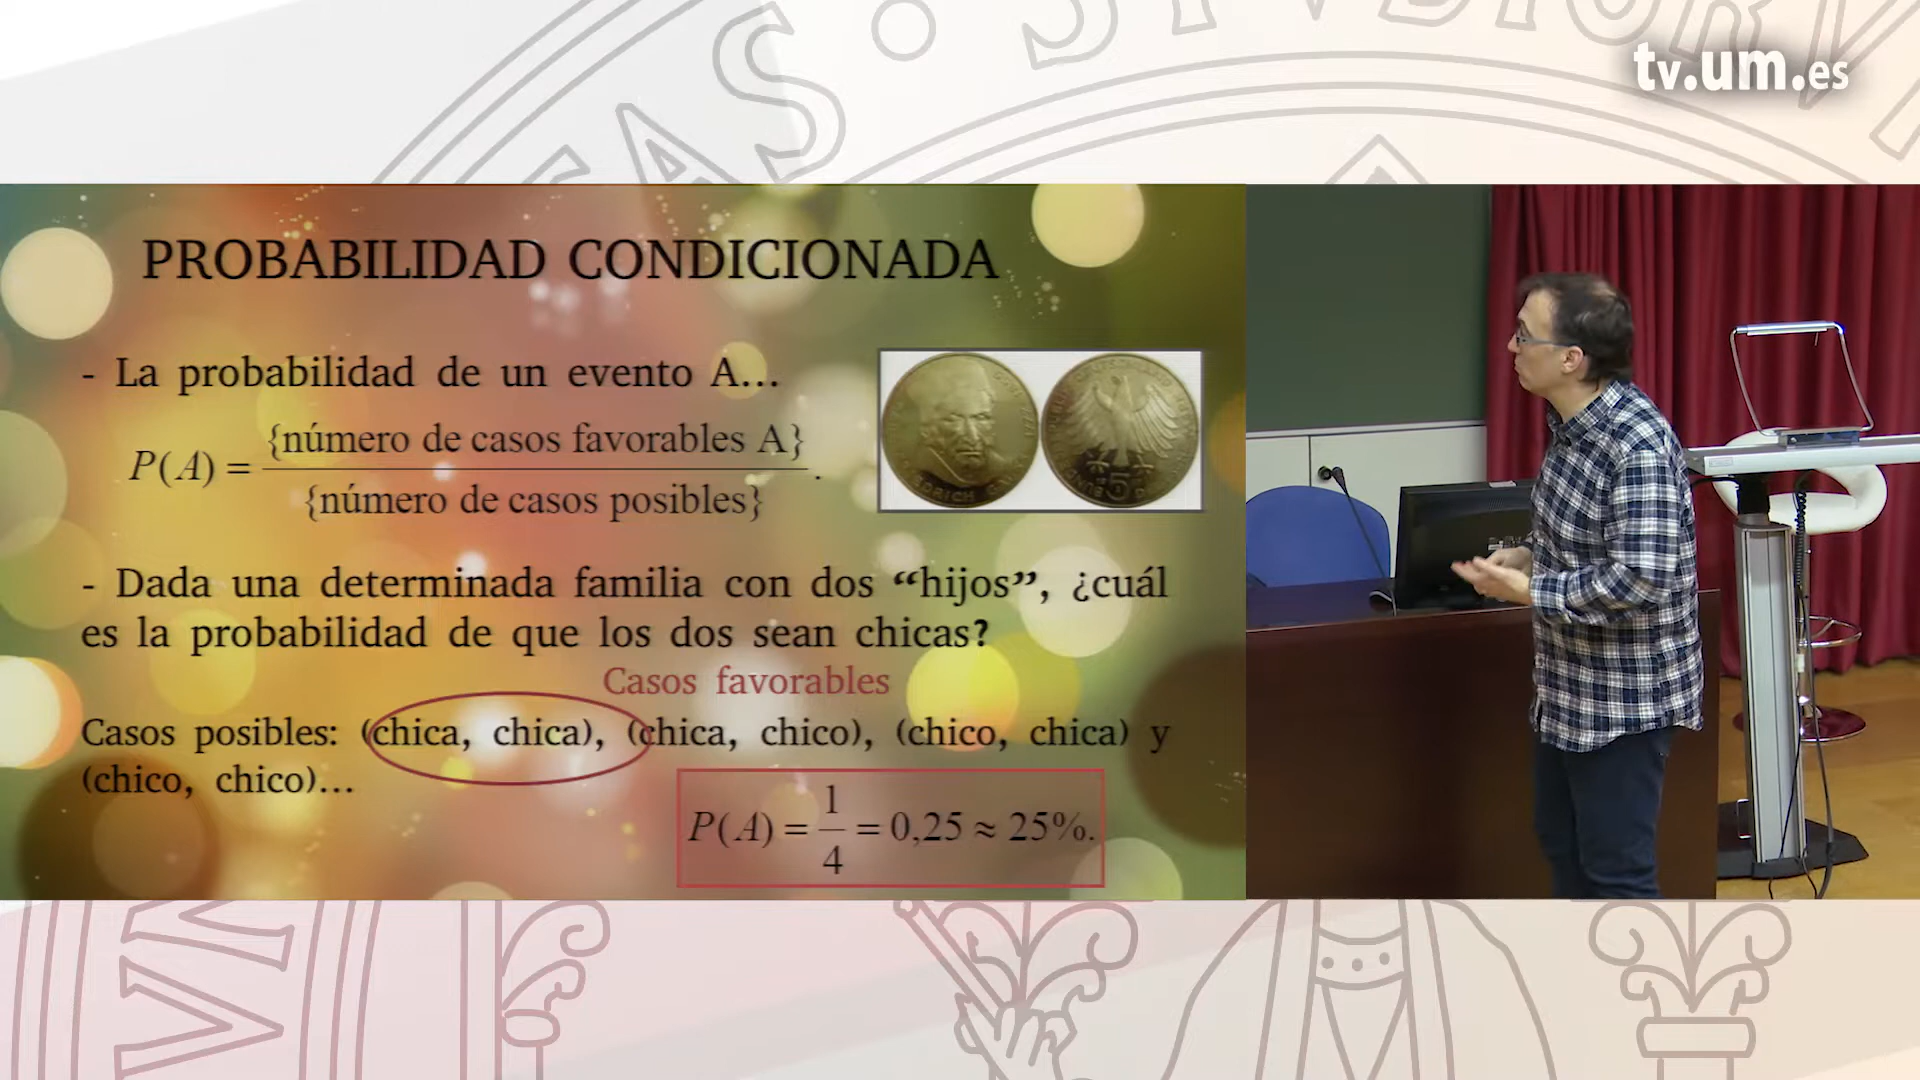 AS · STVDIORV
tv.um.es
PROBABILIDAD CONDICIONADA
- La probabilidad de un evento A...
P(A) = {número de casos favorables A} / {número de casos posibles} .
- Dada una determinada familia con dos “hijos”, ¿cuál
es la probabilidad de que los dos sean chicas?
Casos favorables
Casos posibles: (chica, chica), (chica, chico), (chico, chica) y
(chico, chico)...
P(A) = 1/4 = 0,25 ≈ 25%.